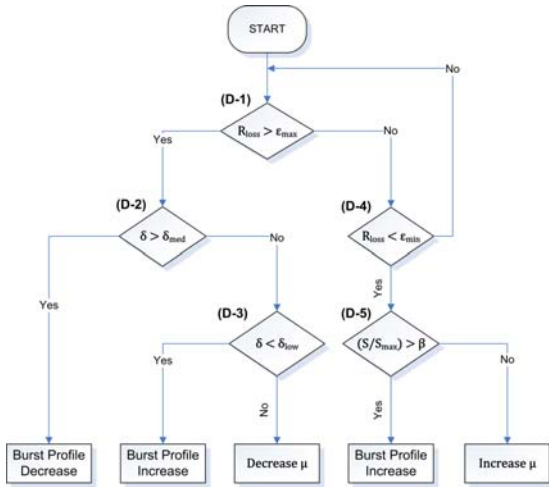 START
No
(D-1)
R_loss > ε_max
Yes
No
(D-2)
(D-4)
δ > δ_med
R_loss < ε_min
No
Yes
Yes
(D-3)
(D-5)
δ < δ_low
(S/S_max) > β
Yes
No
No
Yes
Burst Profile
Decrease
Burst Profile
Increase
Decrease μ
Burst Profile
Increase
Increase μ